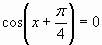 cos(x + π/4) = 0